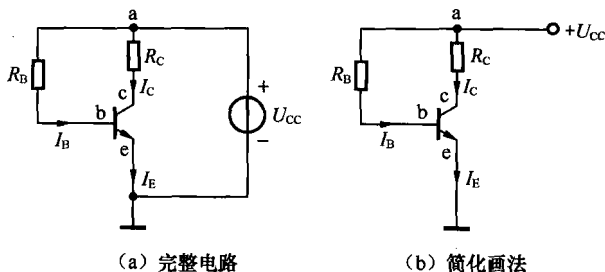 a
R_B
R_C
c
I_C
b
I_B
e
I_E
+
U_CC
−
(a) 完整电路
a
+U_CC
R_B
R_C
c
I_C
b
I_B
e
I_E
(b) 简化画法